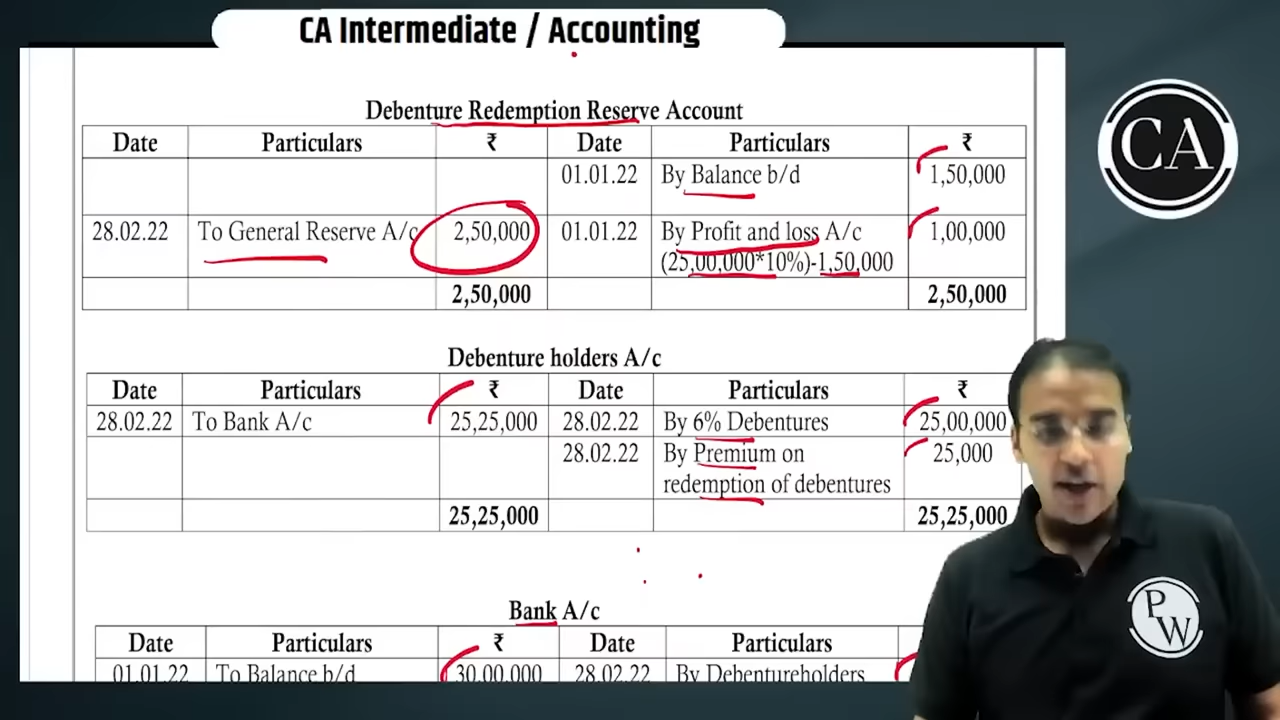 CA Intermediate / Accounting
CA
Debenture Redemption Reserve Account
Date Particulars ₹ Date Particulars ₹
01.01.22 By Balance b/d 1,50,000
28.02.22 To General Reserve A/c 2,50,000 01.01.22 By Profit and loss A/c 1,00,000
(25,00,000*10%)-1,50,000
2,50,000 2,50,000
Debenture holders A/c
Date Particulars ₹ Date Particulars ₹
28.02.22 To Bank A/c 25,25,000 28.02.22 By 6% Debentures 25,00,000
28.02.22 By Premium on 25,000
redemption of debentures
25,25,000 25,25,000
Bank A/c
Date Particulars ₹ Date Particulars
01.01.22 To Balance b/d 30,00,000 28.02.22 By Debentureholders
PW